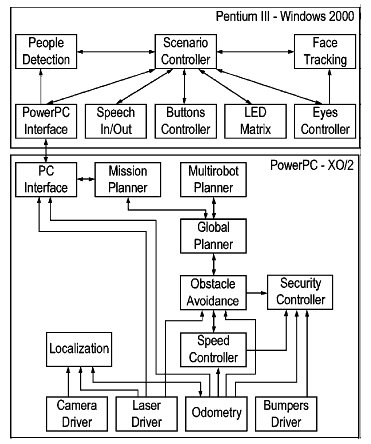 Pentium III - Windows 2000
People
Detection
Scenario
Controller
Face
Tracking
PowerPC
Interface
Speech
In/Out
Buttons
Controller
LED
Matrix
Eyes
Controller
PowerPC - XO/2
PC
Interface
Mission
Planner
Multirobot
Planner
Global
Planner
Obstacle
Avoidance
Security
Controller
Localization
Speed
Controller
Camera
Driver
Laser
Driver
Odometry
Bumpers
Driver